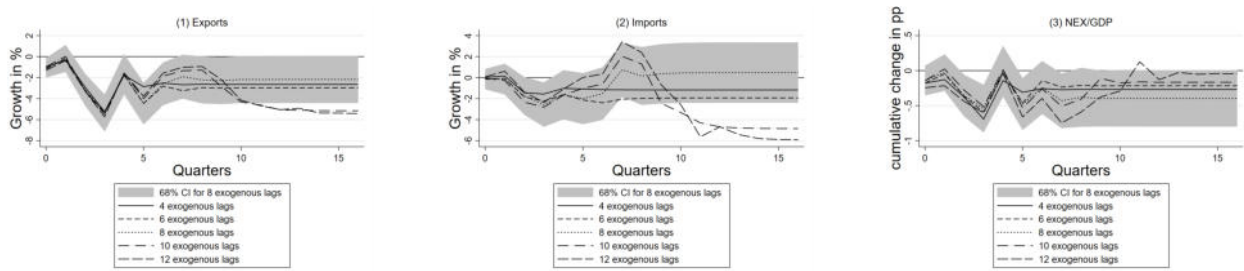 (1) Exports
Growth in %
2
0
-2
-4
-6
-8
0
5
10
15
Quarters
68% CI for 8 exogenous lags
4 exogenous lags
6 exogenous lags
8 exogenous lags
10 exogenous lags
12 exogenous lags
(2) Imports
Growth in %
4
2
0
-2
-4
-6
0
5
10
15
Quarters
68% CI for 8 exogenous lags
4 exogenous lags
6 exogenous lags
8 exogenous lags
10 exogenous lags
12 exogenous lags
(3) NEX/GDP
cumulative change in pp
.5
0
-.5
-1
0
5
10
15
Quarters
68% CI for 8 exogenous lags
4 exogenous lags
6 exogenous lags
8 exogenous lags
10 exogenous lags
12 exogenous lags